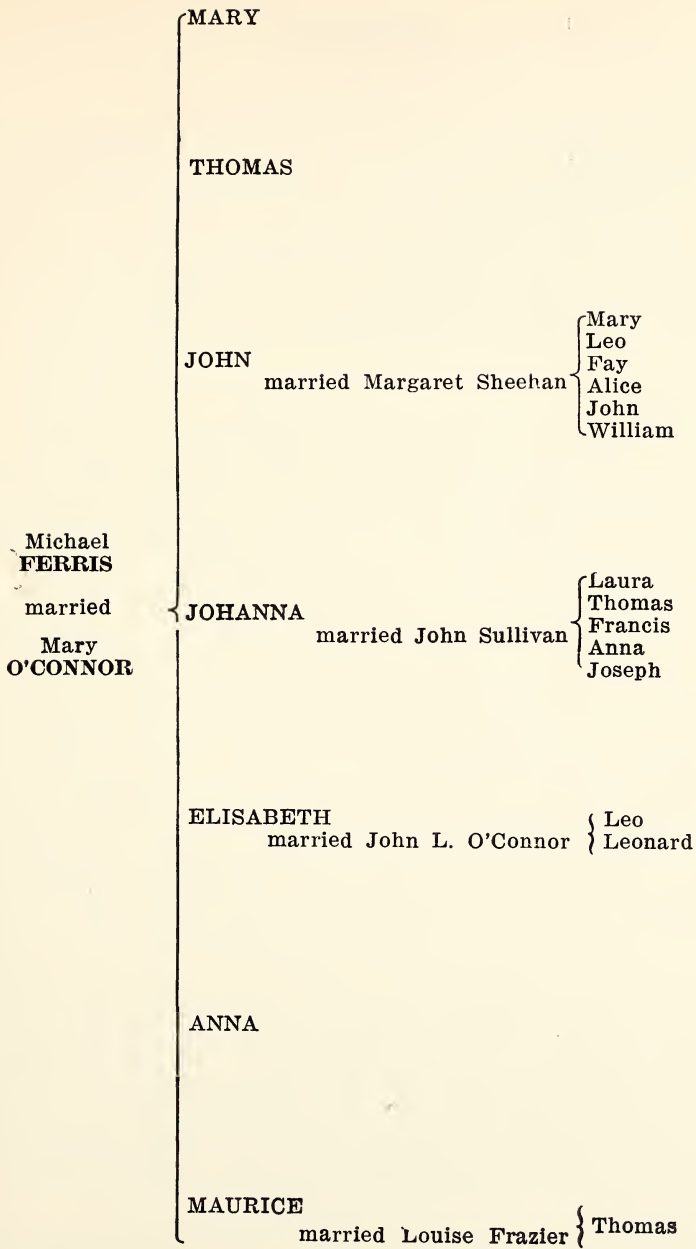 Michael
FERRIS
married
Mary
O'CONNOR
MARY
THOMAS
JOHN
married Margaret Sheehan
Mary
Leo
Fay
Alice
John
William
JOHANNA
married John Sullivan
Laura
Thomas
Francis
Anna
Joseph
ELISABETH
married John L. O'Connor
Leo
Leonard
ANNA
MAURICE
married Louise Frazier
Thomas